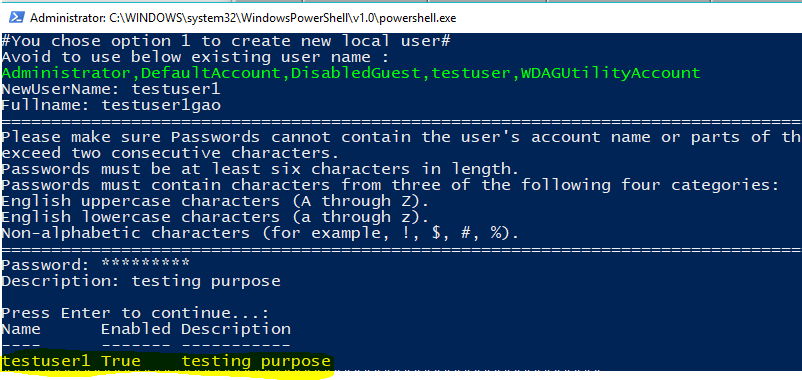 Administrator: C:\WINDOWS\system32\WindowsPowerShell\v1.0\powershell.exe
#You chose option 1 to create new local user#
Avoid to use below existing user name :
Administrator,DefaultAccount,DisabledGuest,testuser,WDAGUtilityAccount
NewUserName: testuser1
Fullname: testuser1gao
================================================================================
Please make sure Passwords cannot contain the user's account name or parts of th
exceed two consecutive characters.
Passwords must be at least six characters in length.
Passwords must contain characters from three of the following four categories:
English uppercase characters (A through Z).
English lowercase characters (a through z).
Non-alphabetic characters (for example, !, $, #, %).
================================================================================
Password: *********
Description: testing purpose
Press Enter to continue...:
Name      Enabled Description
----      ------- -----------
testuser1 True    testing purpose